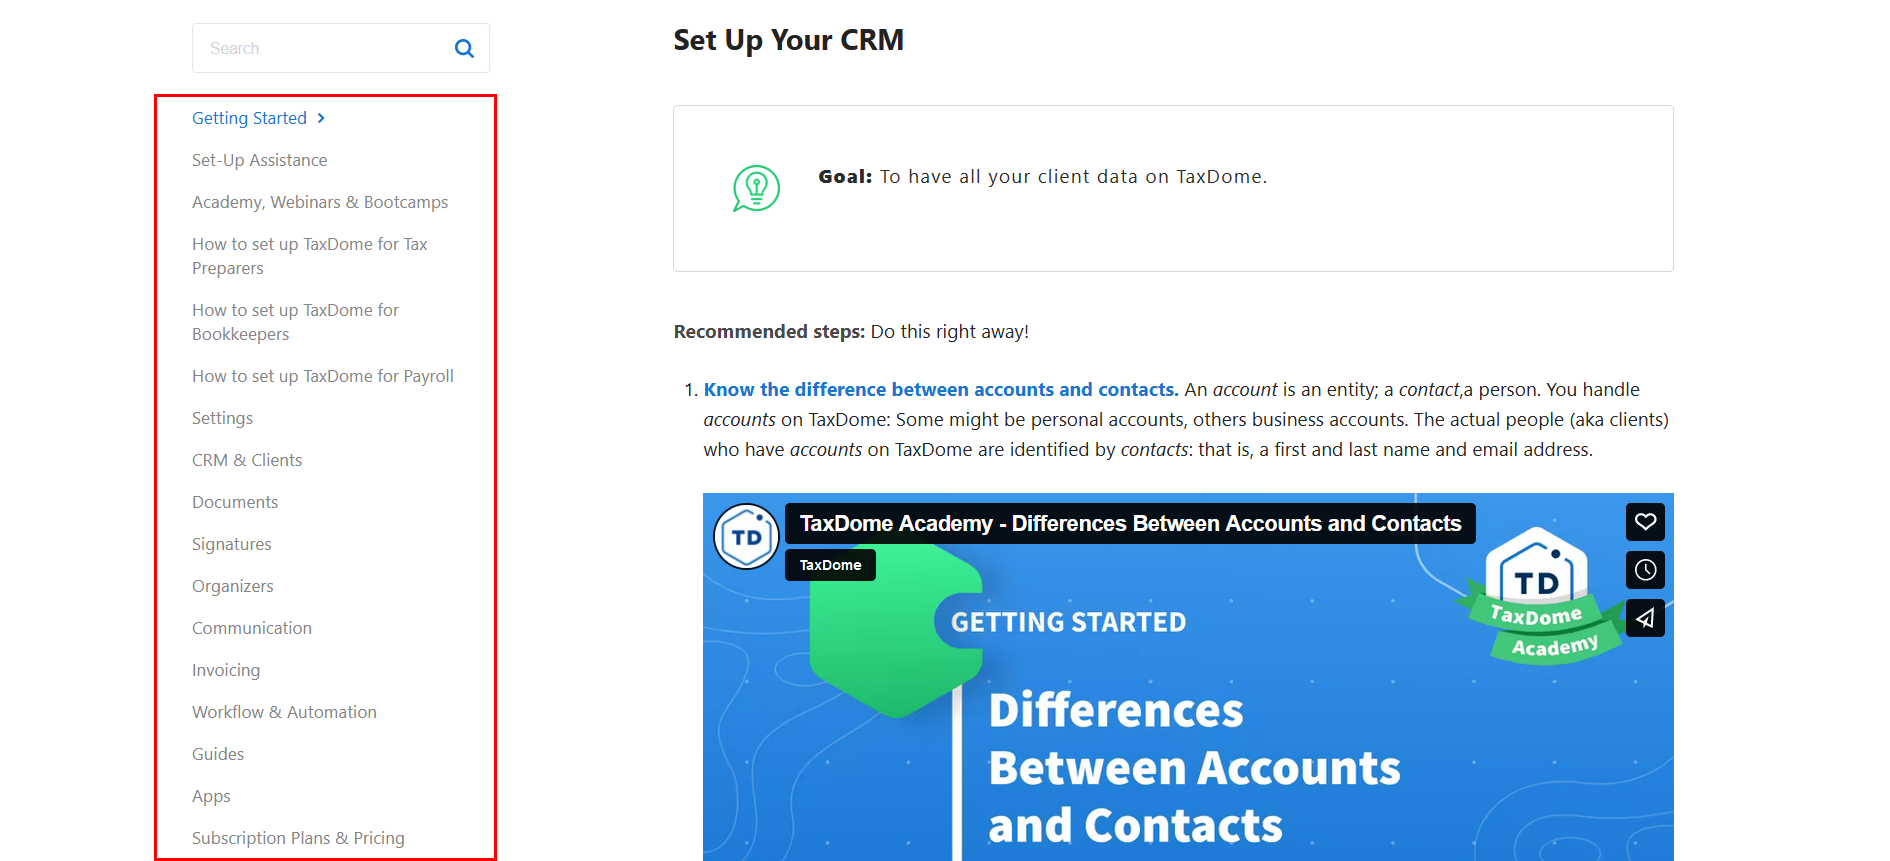 Search
Getting Started
Set-Up Assistance
Academy, Webinars & Bootcamps
How to set up TaxDome for Tax
Preparers
How to set up TaxDome for
Bookkeepers
How to set up TaxDome for Payroll
Settings
CRM & Clients
Documents
Signatures
Organizers
Communication
Invoicing
Workflow & Automation
Guides
Apps
Subscription Plans & Pricing
Set Up Your CRM
Goal: To have all your client data on TaxDome.
Recommended steps: Do this right away!
1. Know the difference between accounts and contacts. An account is an entity; a contact,a person. You handle
accounts on TaxDome: Some might be personal accounts, others business accounts. The actual people (aka clients)
who have accounts on TaxDome are identified by contacts: that is, a first and last name and email address.
TD
TaxDome Academy - Differences Between Accounts and Contacts
TaxDome
TD
TaxDome
Academy
GETTING STARTED
Differences
Between Accounts
and Contacts